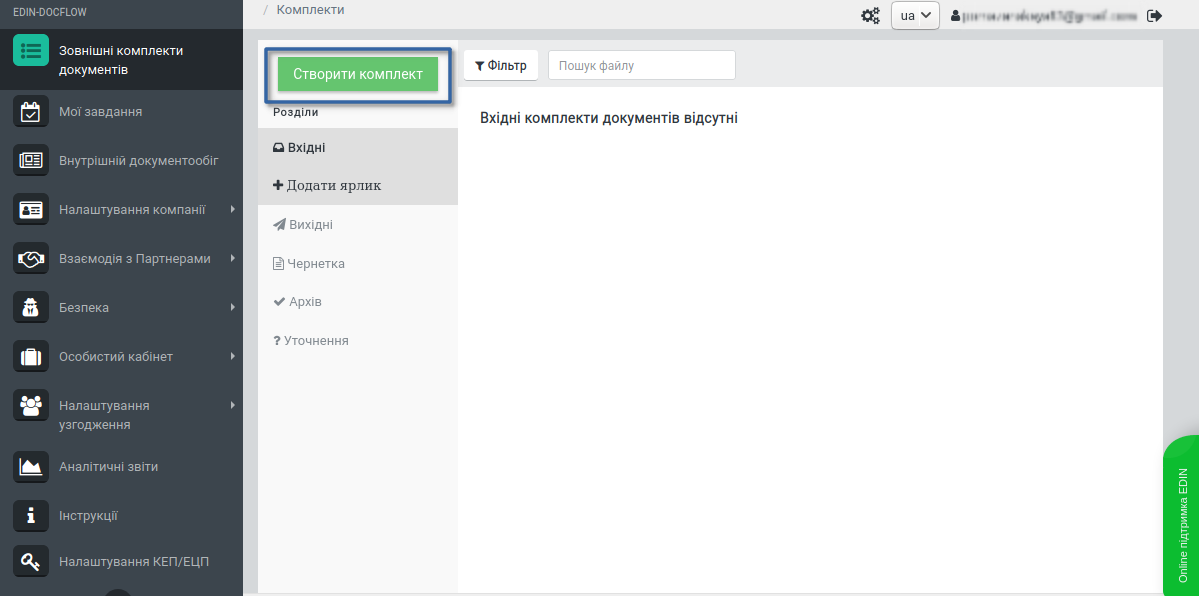 EDIN-DOCFLOW
Зовнішні комплекти
документів
Мої завдання
Внутрішній документообіг
Налаштування компанії
Взаємодія з Партнерами
Безпека
Особистий кабінет
Налаштування
узгодження
Аналітичні звіти
Інструкції
Налаштування КЕП/ЕЦП
/ Комплекти
ua
Створити комплект
Розділи
Вхідні
Додати ярлик
Вихідні
Чернетка
Архів
? Уточнення
Фільтр
Пошук файлу
Вхідні комплекти документів відсутні
Online підтримка EDIN